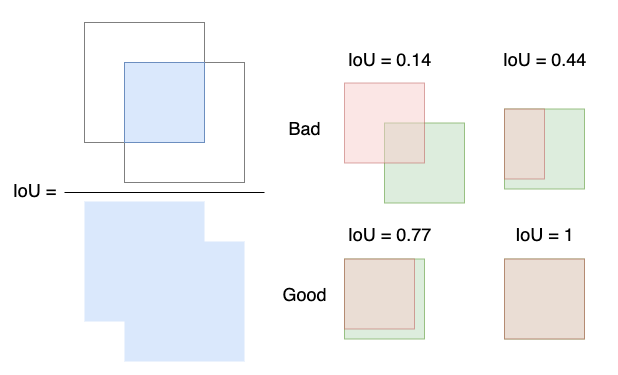 IoU =
IoU = 0.14
IoU = 0.44
Bad
IoU = 0.77
IoU = 1
Good